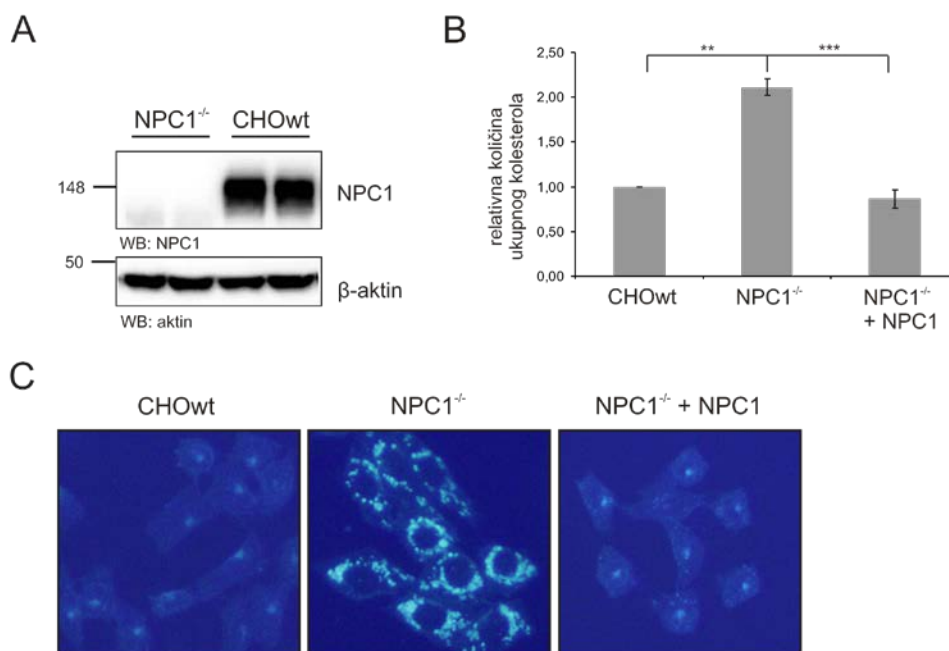 A
NPC1-/- CHOwt
148
NPC1
WB: NPC1
50
β-aktin
WB: aktin
B
relativna količina
ukupnog kolesterola
2,50
2,00
1,50
1,00
0,50
0,00
** ***
CHOwt NPC1-/- NPC1-/-
+ NPC1
C
CHOwt NPC1-/- NPC1-/- + NPC1